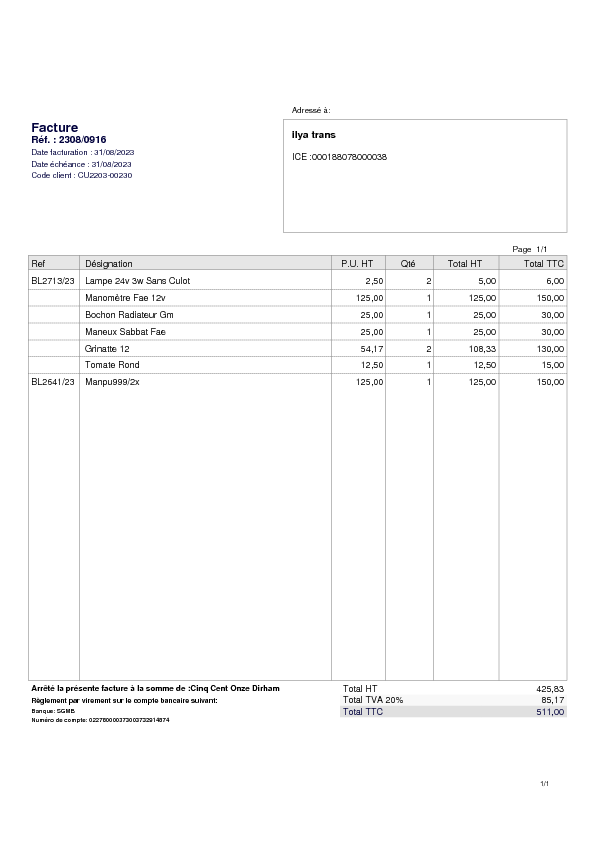 Adressé à:
Facture
Réf. : 2308/0916
Date facturation : 31/08/2023
Date échéance : 31/08/2023
Code client : CU2203-00230
ilya trans
ICE :000188078000038
Page 1/1
Ref Désignation P.U. HT Qté Total HT Total TTC
BL2713/23 Lampe 24v 3w Sans Culot 2,50 2 5,00 6,00
Manomètre Fae 12v 125,00 1 125,00 150,00
Bochon Radiateur Gm 25,00 1 25,00 30,00
Maneux Sabbat Fae 25,00 1 25,00 30,00
Grinatte 12 54,17 2 108,33 130,00
Tomate Rond 12,50 1 12,50 15,00
BL2641/23 Manpu999/2x 125,00 1 125,00 150,00
Arrêté la présente facture à la somme de :Cinq Cent Onze Dirham
Règlement par virement sur le compte bancaire suivant:
Banque: SGMB
Numéro de compte:
Total HT 425,83
Total TVA 20% 85,17
Total TTC 511,00
1/1